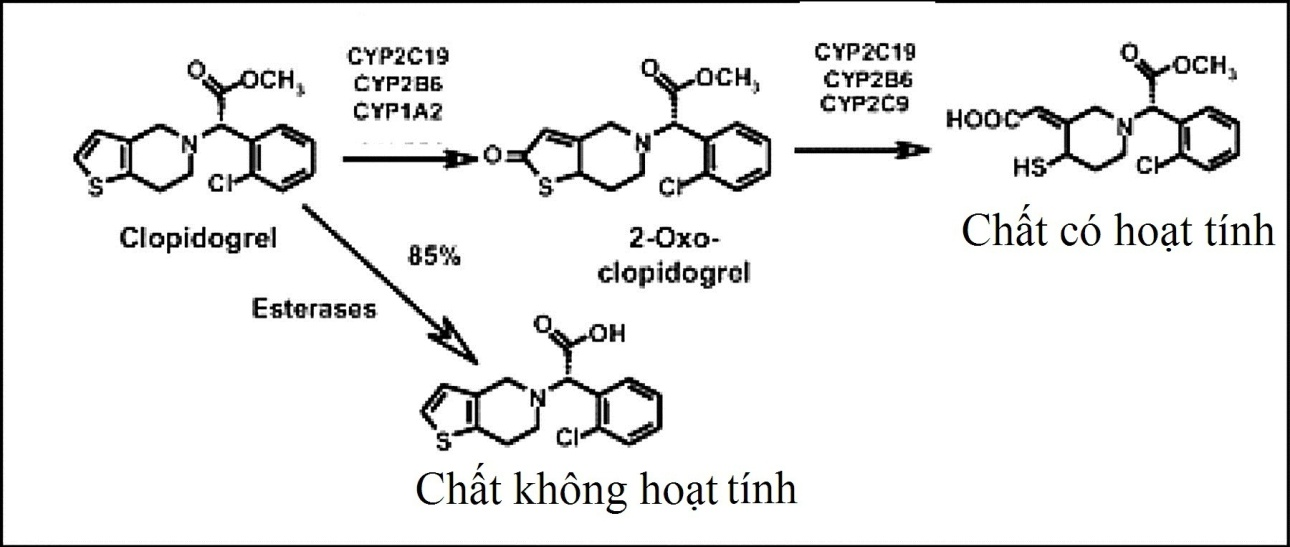 CYP2C19
CYP2B6
CYP1A2
CYP2C19
CYP2B6
CYP2C9
O
OCH3
N
S
Cl
O
OCH3
O
N
S
Cl
O
OCH3
HOOC
N
HS
Cl
Clopidogrel
2-Oxo-
clopidogrel
Chất có hoạt tính
85%
Esterases
O
OH
N
S
Cl
Chất không hoạt tính